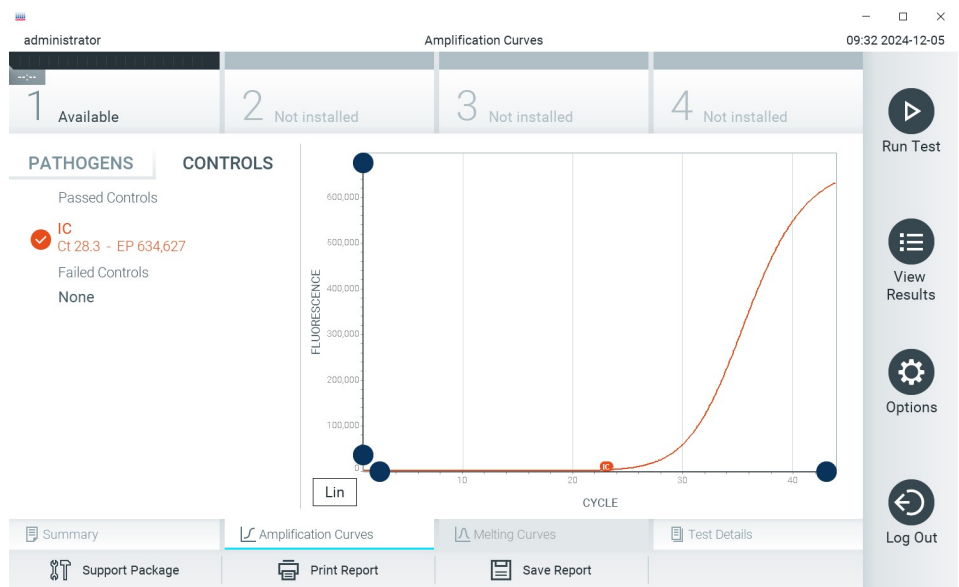 administrator
Amplification Curves
09:32 2024-12-05
--:--
1 Available
2 Not installed
3 Not installed
4 Not installed
Run Test
PATHOGENS
CONTROLS
Passed Controls
IC
Ct 28.3 - EP 634,627
Failed Controls
None
FLUORESCENCE
600,000
500,000
400,000
300,000
200,000
100,000
0
IC
10
20
30
40
CYCLE
Lin
View
Results
Options
Log Out
Summary
Amplification Curves
Melting Curves
Test Details
Support Package
Print Report
Save Report